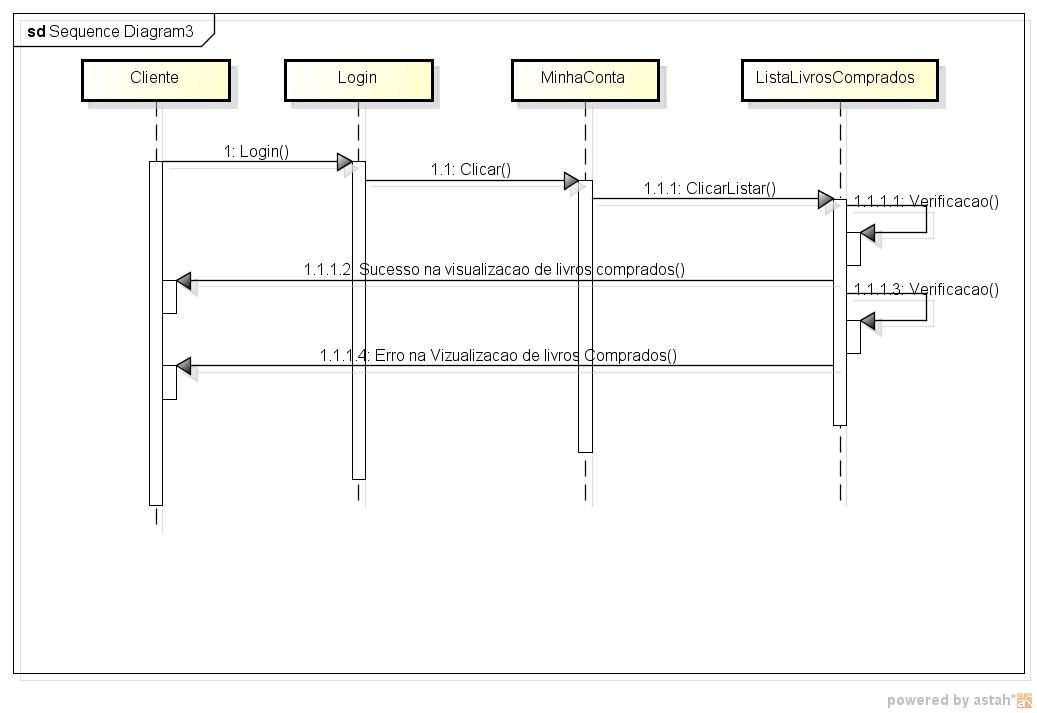 sd Sequence Diagram3
Cliente
Login
MinhaConta
ListaLivrosComprados
1: Login()
1.1: Clicar()
1.1.1: ClicarListar()
1.1.1.1: Verificacao()
1.1.1.2: Sucesso na visualizacao de livros comprados()
1.1.1.3: Verificacao()
1.1.1.4: Erro na Vizualizacao de livros Comprados()
powered by astah*